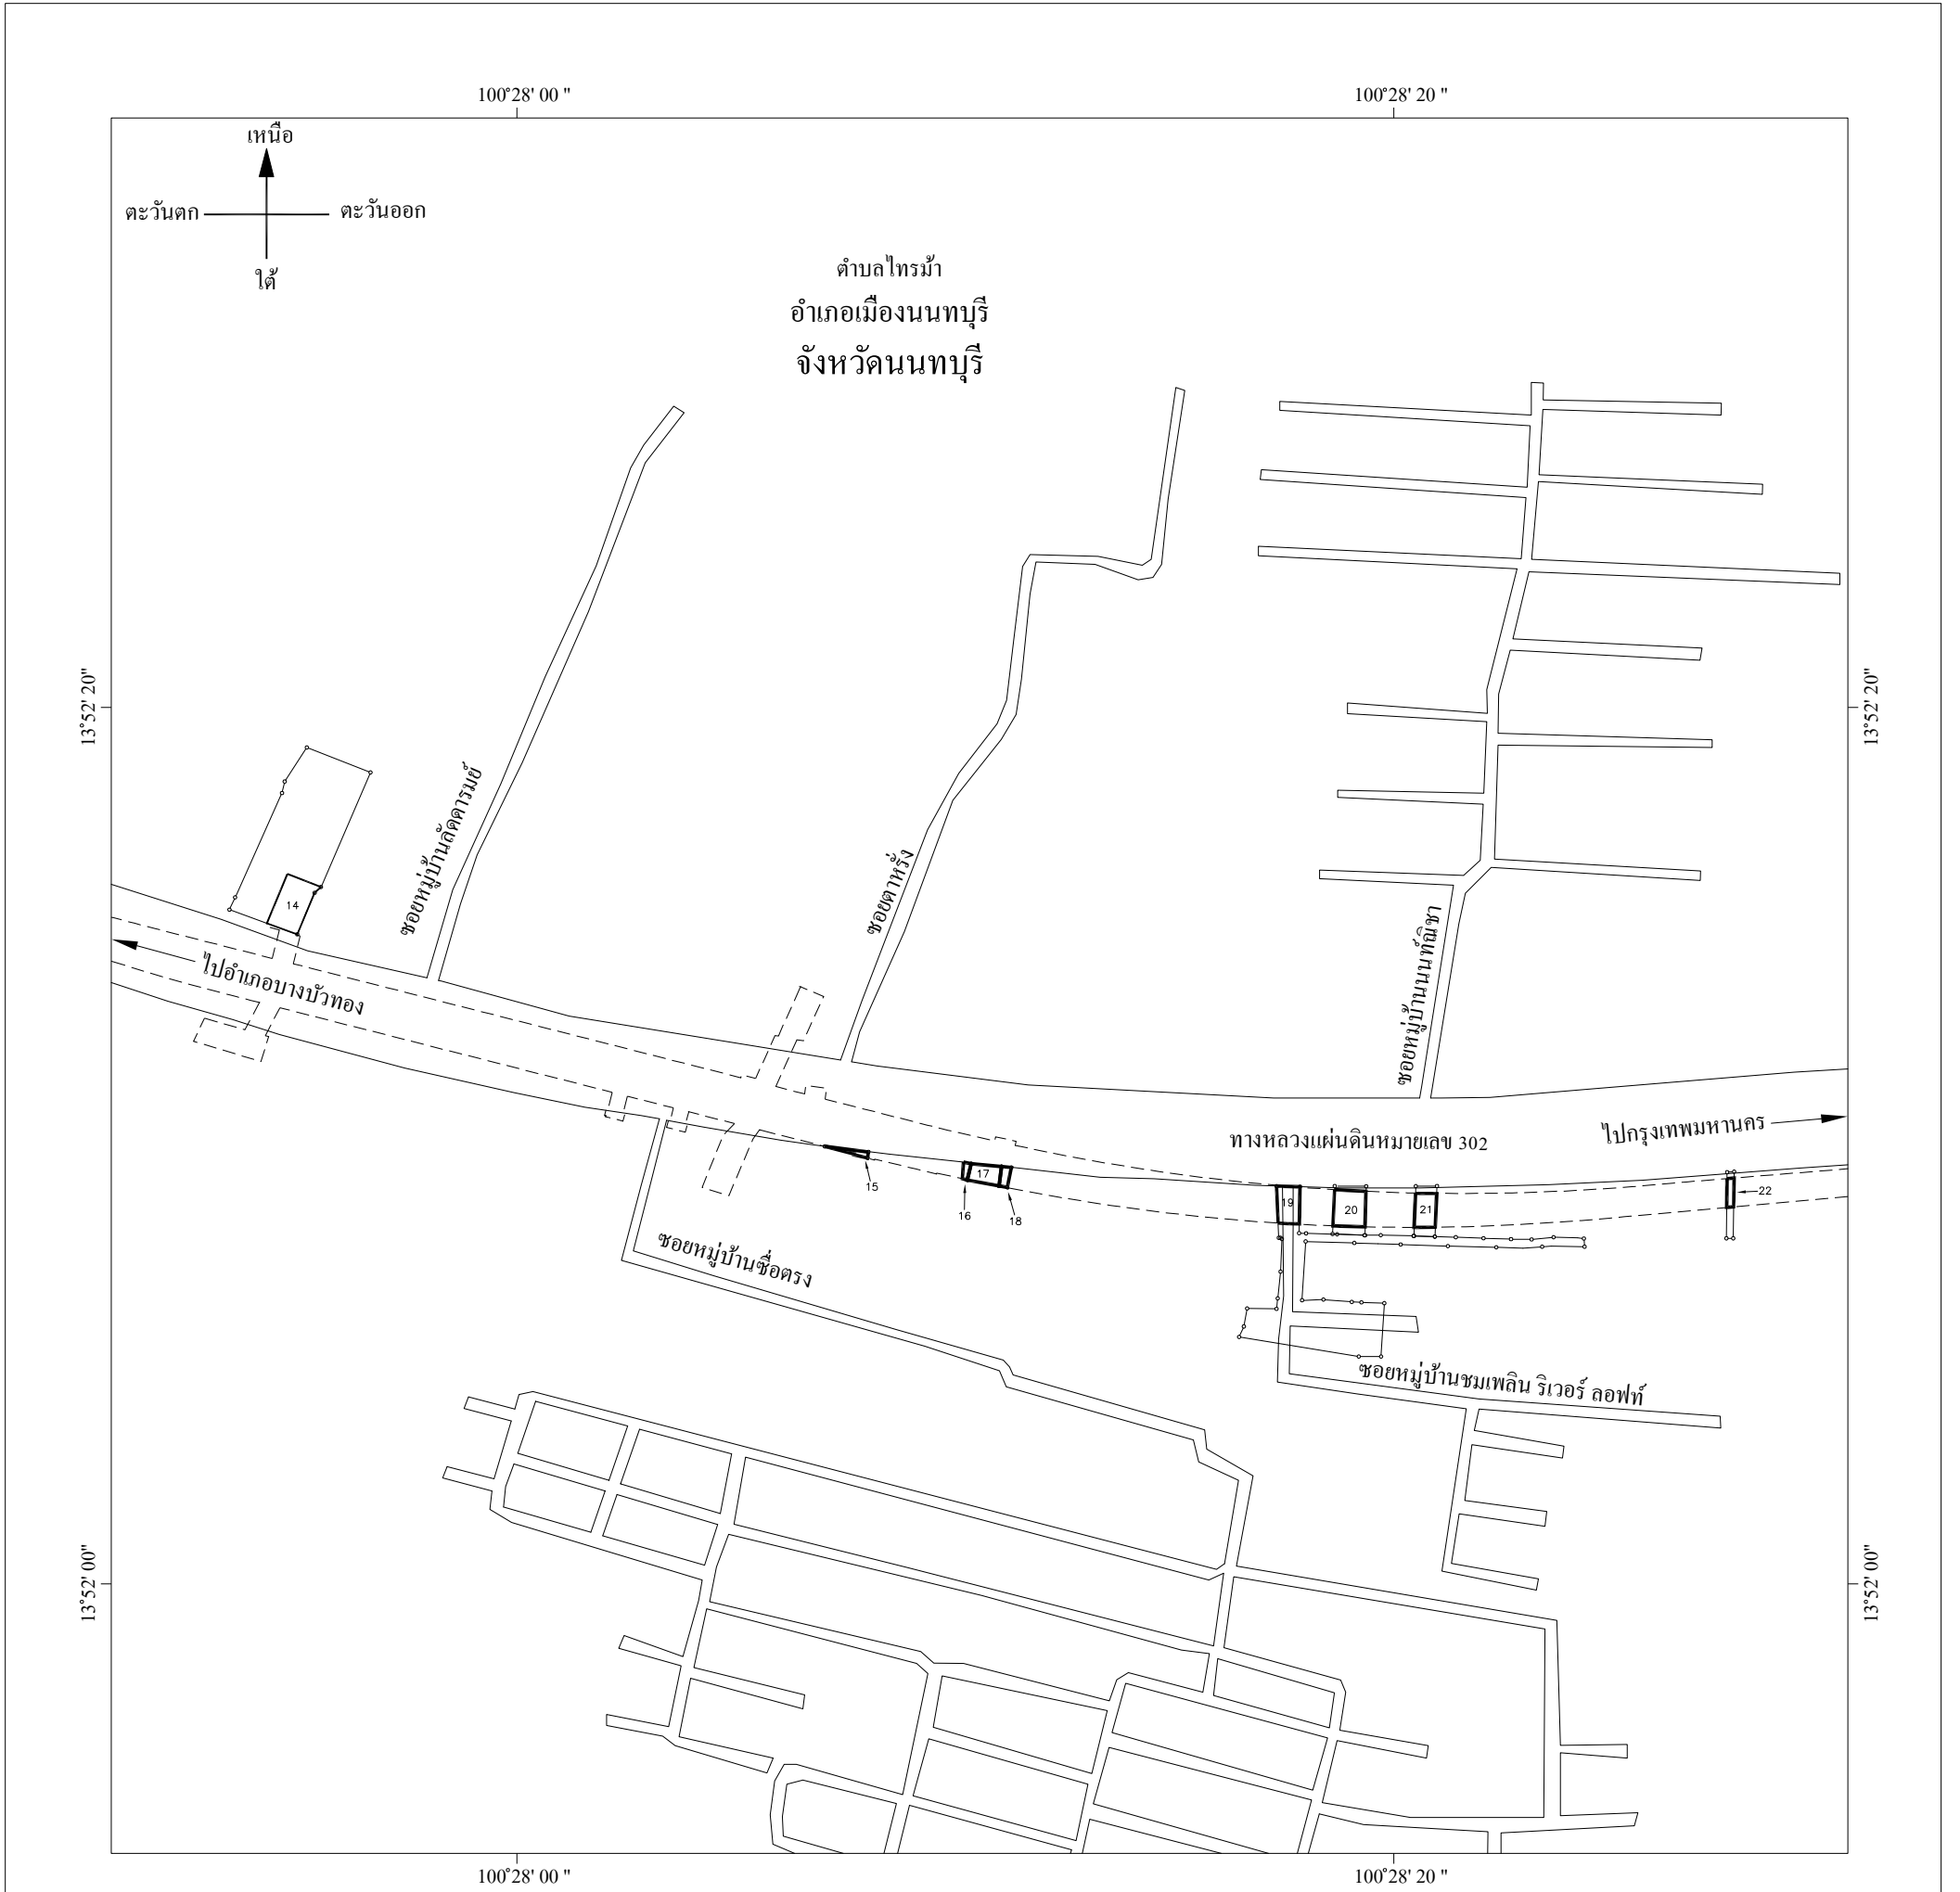 100°28' 00 "
100°28' 20 "
เหนือ
ตะวันตก
ตะวันออก
ใต้
ตำบลไทรม้า
อำเภอเมืองนนทบุรี
จังหวัดนนทบุรี
13°52' 20"
13°52' 20"
ซอยหมู่บ้านลัดดารมย์
ซอยตาหรั่ง
ซอยหมู่บ้านนนท์ณิชา
14
ไปอำเภอบางบัวทอง
ทางหลวงแผ่นดินหมายเลข 302
ไปกรุงเทพมหานคร
15
16
17
18
19
20
21
22
ซอยหมู่บ้านซื่อตรง
ซอยหมู่บ้านชมเพลิน ริเวอร์ ลอฟท์
13°52' 00"
13°52' 00"
100°28' 00 "
100°28' 20 "